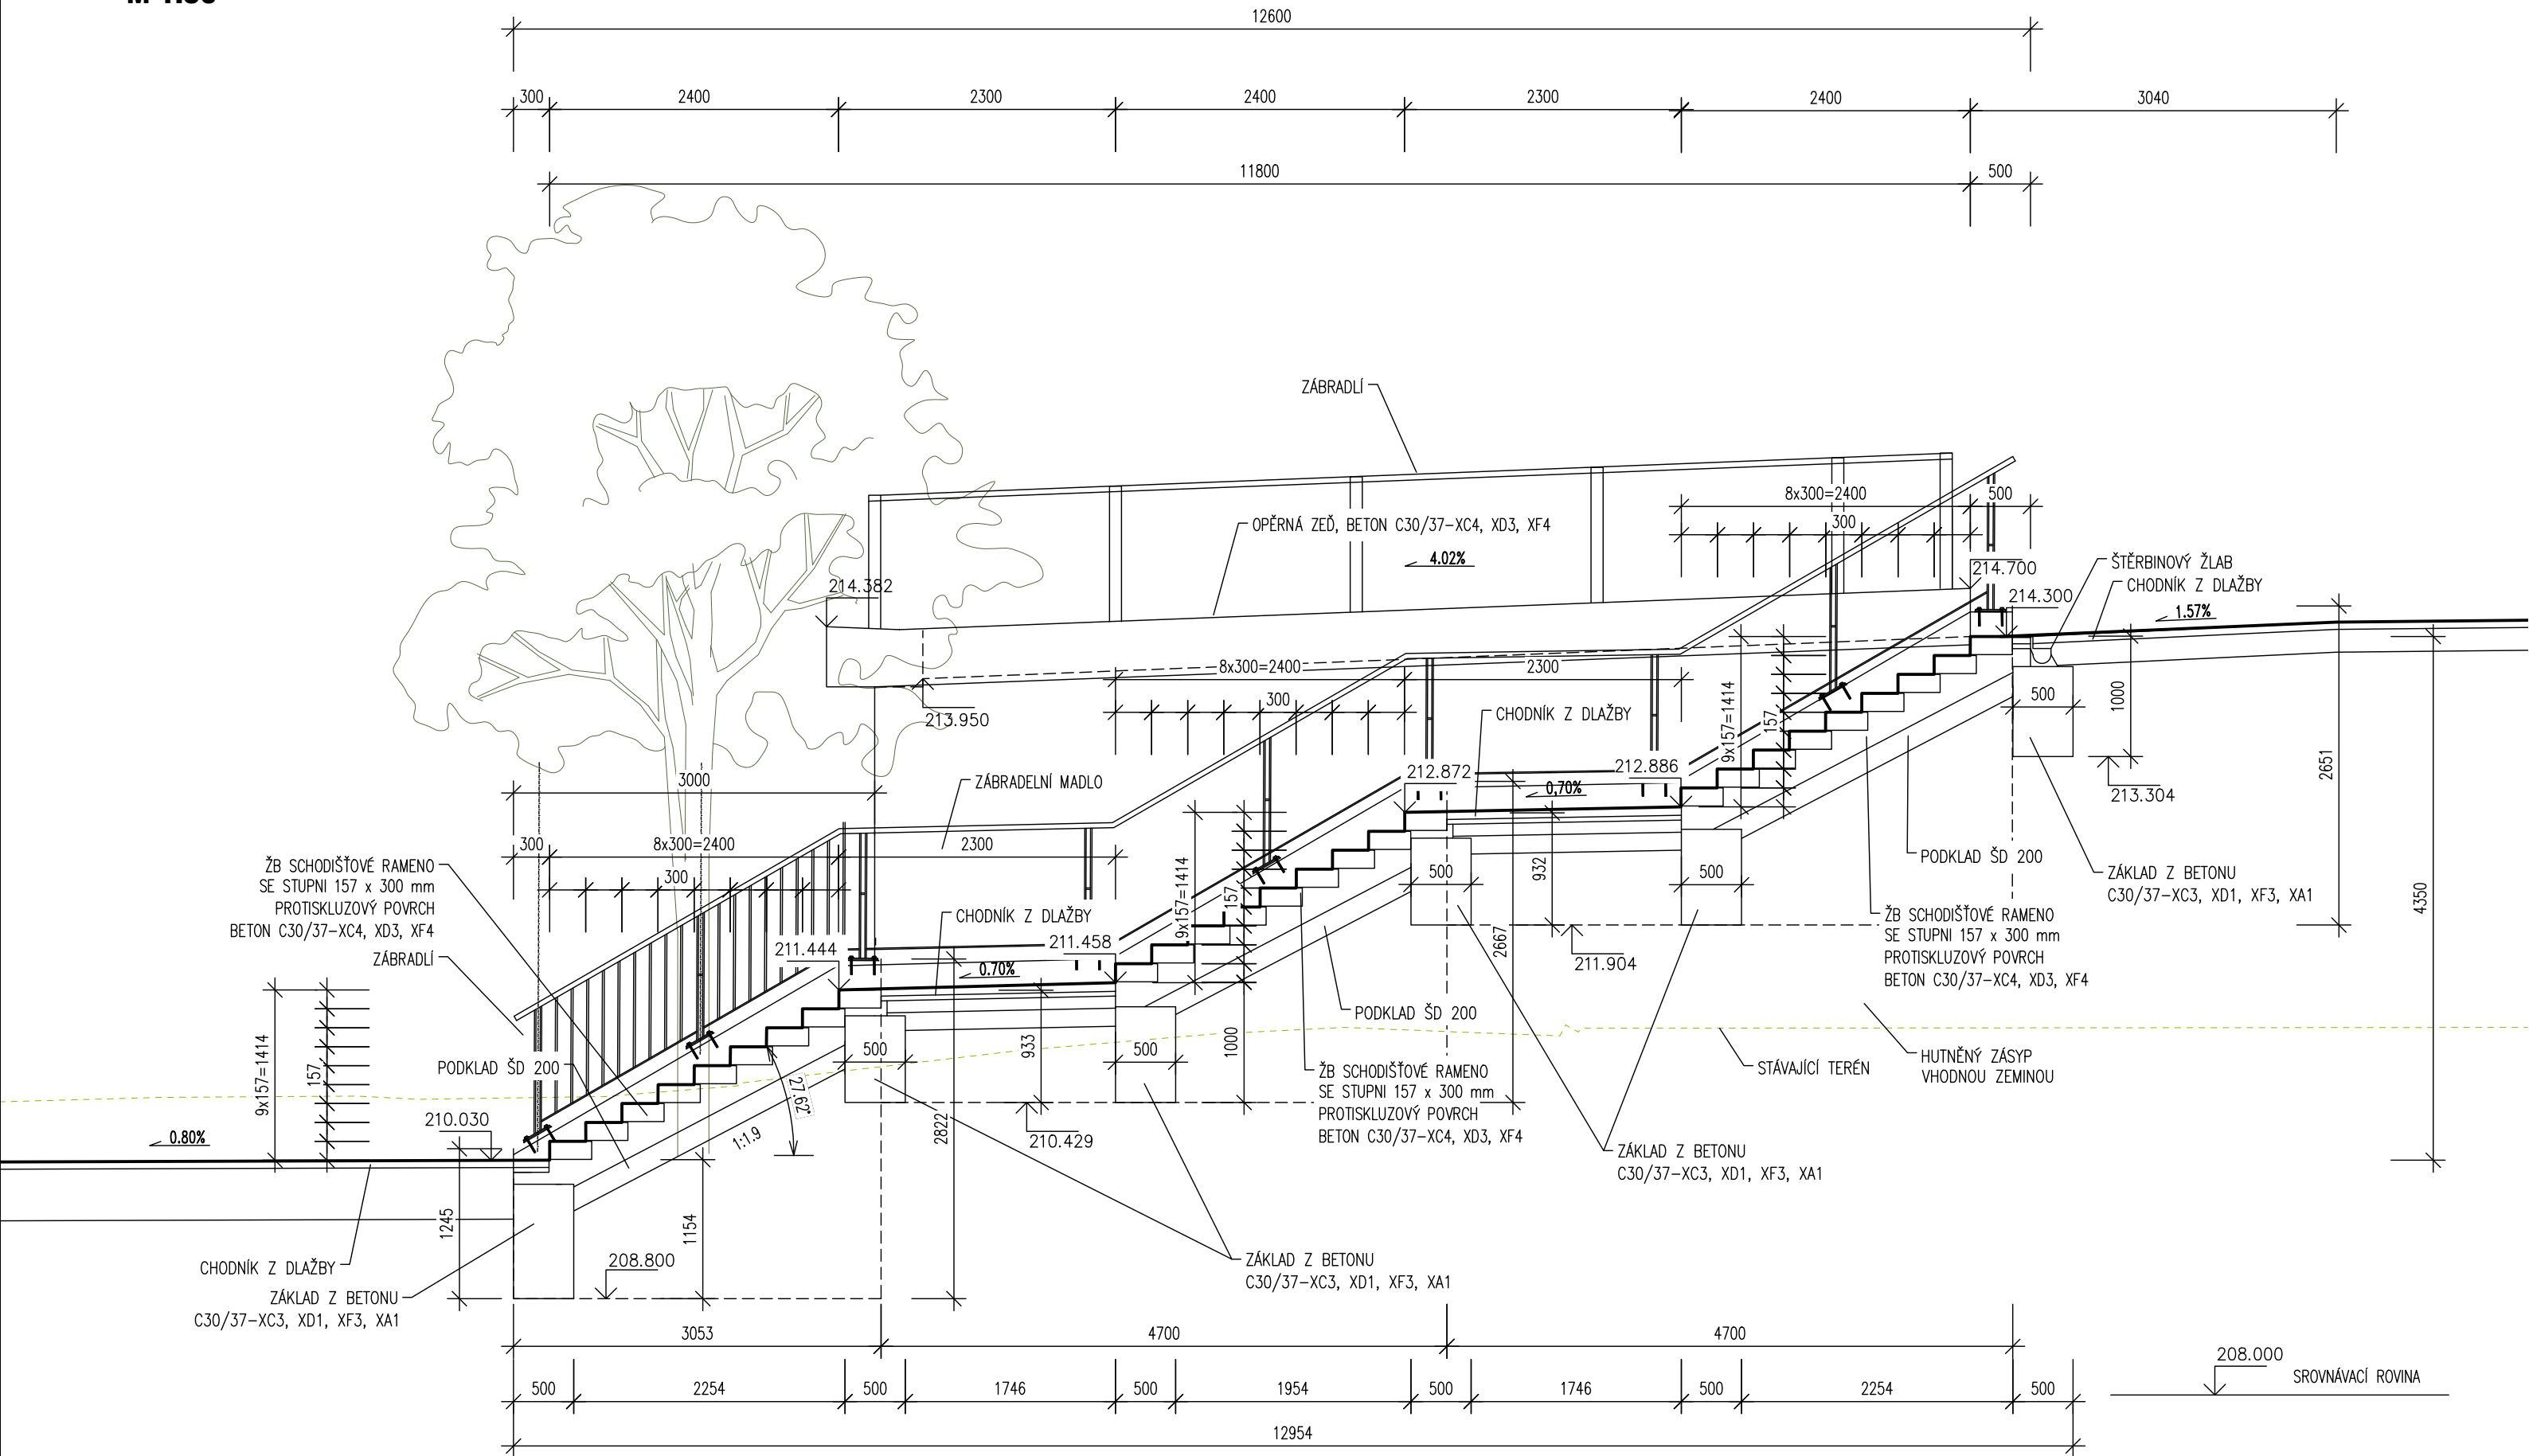 12600
300 2400 2300 2400 2300 2400 3040
11800 500
ZÁBRADLÍ
8x300=2400 500
300
OPĚRNÁ ZEĎ, BETON C30/37-XC4, XD3, XF4
4.02%
ŠTĚRBINOVÝ ŽLAB
CHODNÍK Z DLAŽBY
214.382
214.700
214.300
1.57%
8x300=2400 2300
300
213.950
CHODNÍK Z DLAŽBY
9x157=1414
157
500
1000
2651
213.304
3000
ZÁBRADELNÍ MADLO
212.872
212.886
0,70%
300 8x300=2400 2300
300
ŽB SCHODIŠŤOVÉ RAMENO
SE STUPNI 157 x 300 mm
PROTISKLUZOVÝ POVRCH
BETON C30/37-XC4, XD3, XF4
ZÁBRADLÍ
9x157=1414
157
500
932
500
PODKLAD ŠD 200
ZÁKLAD Z BETONU
C30/37-XC3, XD1, XF3, XA1
4350
CHODNÍK Z DLAŽBY
211.444
211.458
0.70%
2667
211.904
ŽB SCHODIŠŤOVÉ RAMENO
SE STUPNI 157 x 300 mm
PROTISKLUZOVÝ POVRCH
BETON C30/37-XC4, XD3, XF4
9x157=1414
157
PODKLAD ŠD 200
500
933
500
1000
PODKLAD ŠD 200
ŽB SCHODIŠŤOVÉ RAMENO
SE STUPNI 157 x 300 mm
PROTISKLUZOVÝ POVRCH
BETON C30/37-XC4, XD3, XF4
STÁVAJÍCÍ TERÉN
HUTNĚNÝ ZÁSYP
VHODNOU ZEMINOU
27.62°
1:1.9
2822
210.429
0.80%
210.030
1245
1154
208.800
ZÁKLAD Z BETONU
C30/37-XC3, XD1, XF3, XA1
CHODNÍK Z DLAŽBY
ZÁKLAD Z BETONU
C30/37-XC3, XD1, XF3, XA1
ZÁKLAD Z BETONU
C30/37-XC3, XD1, XF3, XA1
3053 4700 4700
500 2254 500 1746 500 1954 500 1746 500 2254 500
208.000
SROVNÁVACÍ ROVINA
12954